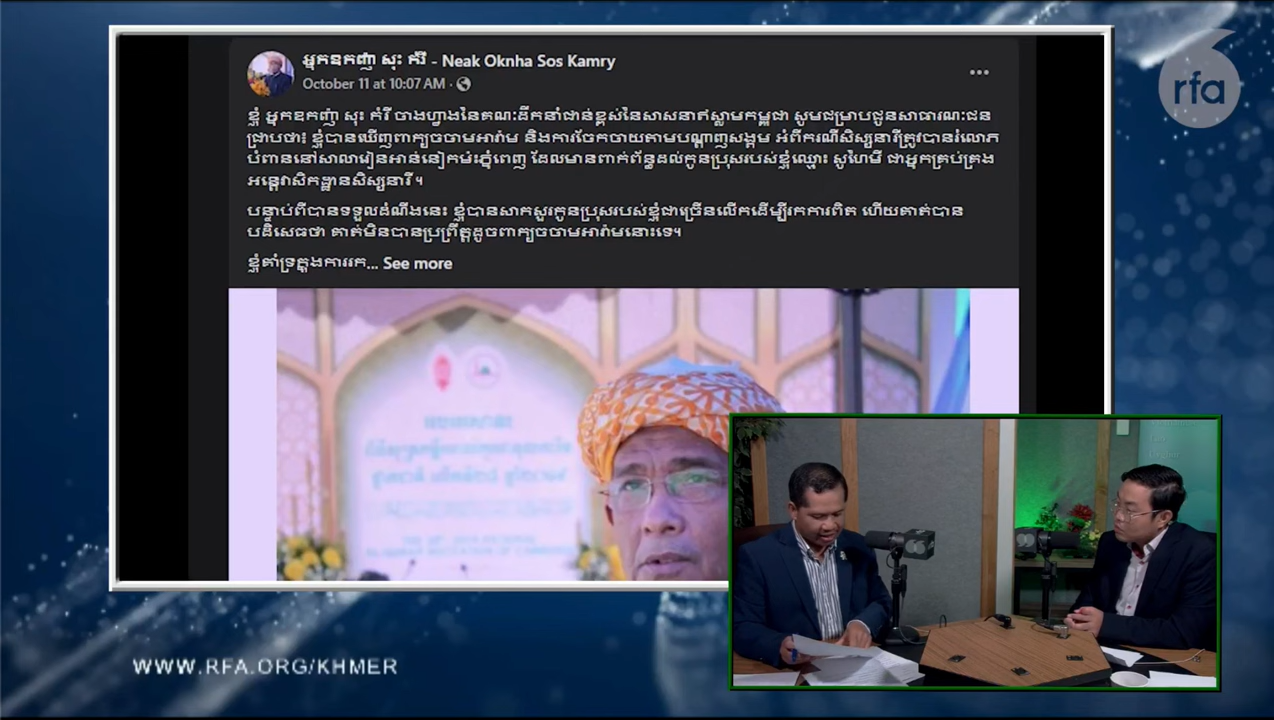 អ្នកឧកញ៉ា សុះ កំរី - Neak Oknha Sos Kamry
October 11 at 10:07 AM ·
rfa
ខ្ញុំ អ្នកឧកញ៉ា សុះ កំរី ចាងហ្វាងនៃគណៈដឹកនាំជាន់ខ្ពស់នៃសាសនាឥស្លាមកម្ពុជា សូមជម្រាបជូនសាធារណៈជន
ជ្រាបថា៖ ខ្ញុំបានឃើញពាក្យចចាមអារ៉ាម និងការចែកចាយតាមបណ្ដាញសង្គម អំពីករណីសិស្សនារីត្រូវបានរំលោភ
បំពាននៅសាលារៀនអាន់នៀកម៉ះភ្នំពេញ ដែលមានពាក់ព័ន្ធដល់កូនប្រុសរបស់ខ្ញុំឈ្មោះ សូហៃមី ជាអ្នកគ្រប់គ្រង
អន្តេវាសិកដ្ឋានសិស្សនារី ។
បន្ទាប់ពីបានទទួលដំណឹងនេះ ខ្ញុំបានសាកសួរកូនប្រុសរបស់ខ្ញុំជាច្រើនលើកដើម្បីរកការពិត ហើយគាត់បាន
បដិសេធថា គាត់មិនបានប្រព្រឹត្តដូចពាក្យចចាមអារ៉ាមនោះទេ។
ខ្ញុំគាំទ្រក្នុងការរក... See more
WWW.RFA.ORG/KHMER